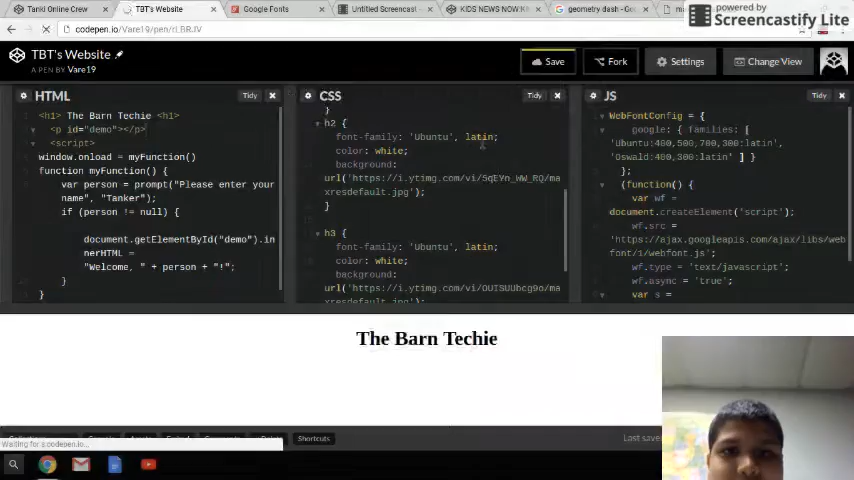 Tanki Online Crew
TBT's Website
Google Fonts
Untitled Screencast
KIDS NEWS NOW:
geometry dash - Go
powered by
Screencastify Lite
codepen.io/Vare19/pen/
TBT's Website
A PEN BY Vare19
Save
Fork
Settings
Change View
HTML
Tidy
CSS
Tidy
JS
Tidy
<h1> The Barn Techie <h1>
<p id="demo"></p>
<script>
window.onload = myFunction()
function myFunction() {
var person = prompt("Please enter your
name", "Tanker");
if (person != null) {
document.getElementById("demo").in
nerHTML =
"Welcome, " + person + "!";
}
}
}
h2 {
font-family: 'Ubuntu', latin;
color: white;
background:
url('https://i.ytimg.com/vi/SqEYn_WW_RQ/ma
xresdefault.jpg');
}
h3 {
font-family: 'Ubuntu', latin;
color: white;
background:
url('https://i.ytimg.com/vi/OUISUUbcg9o/ma
xresdefault.jpg');
WebFontConfig = {
google: { families: [
'Ubuntu:400,500,700,300:latin',
'Oswald:400,300:latin' ] }
};
(function() {
var wf =
document.createElement('script');
wf.src =
'https://ajax.googleapis.com/ajax/libs/web
font/1/webfont.js';
wf.type = 'text/javascript';
wf.async = 'true';
var s =
The Barn Techie
Waiting for s.codepen.io...
Shortcuts
Last saved